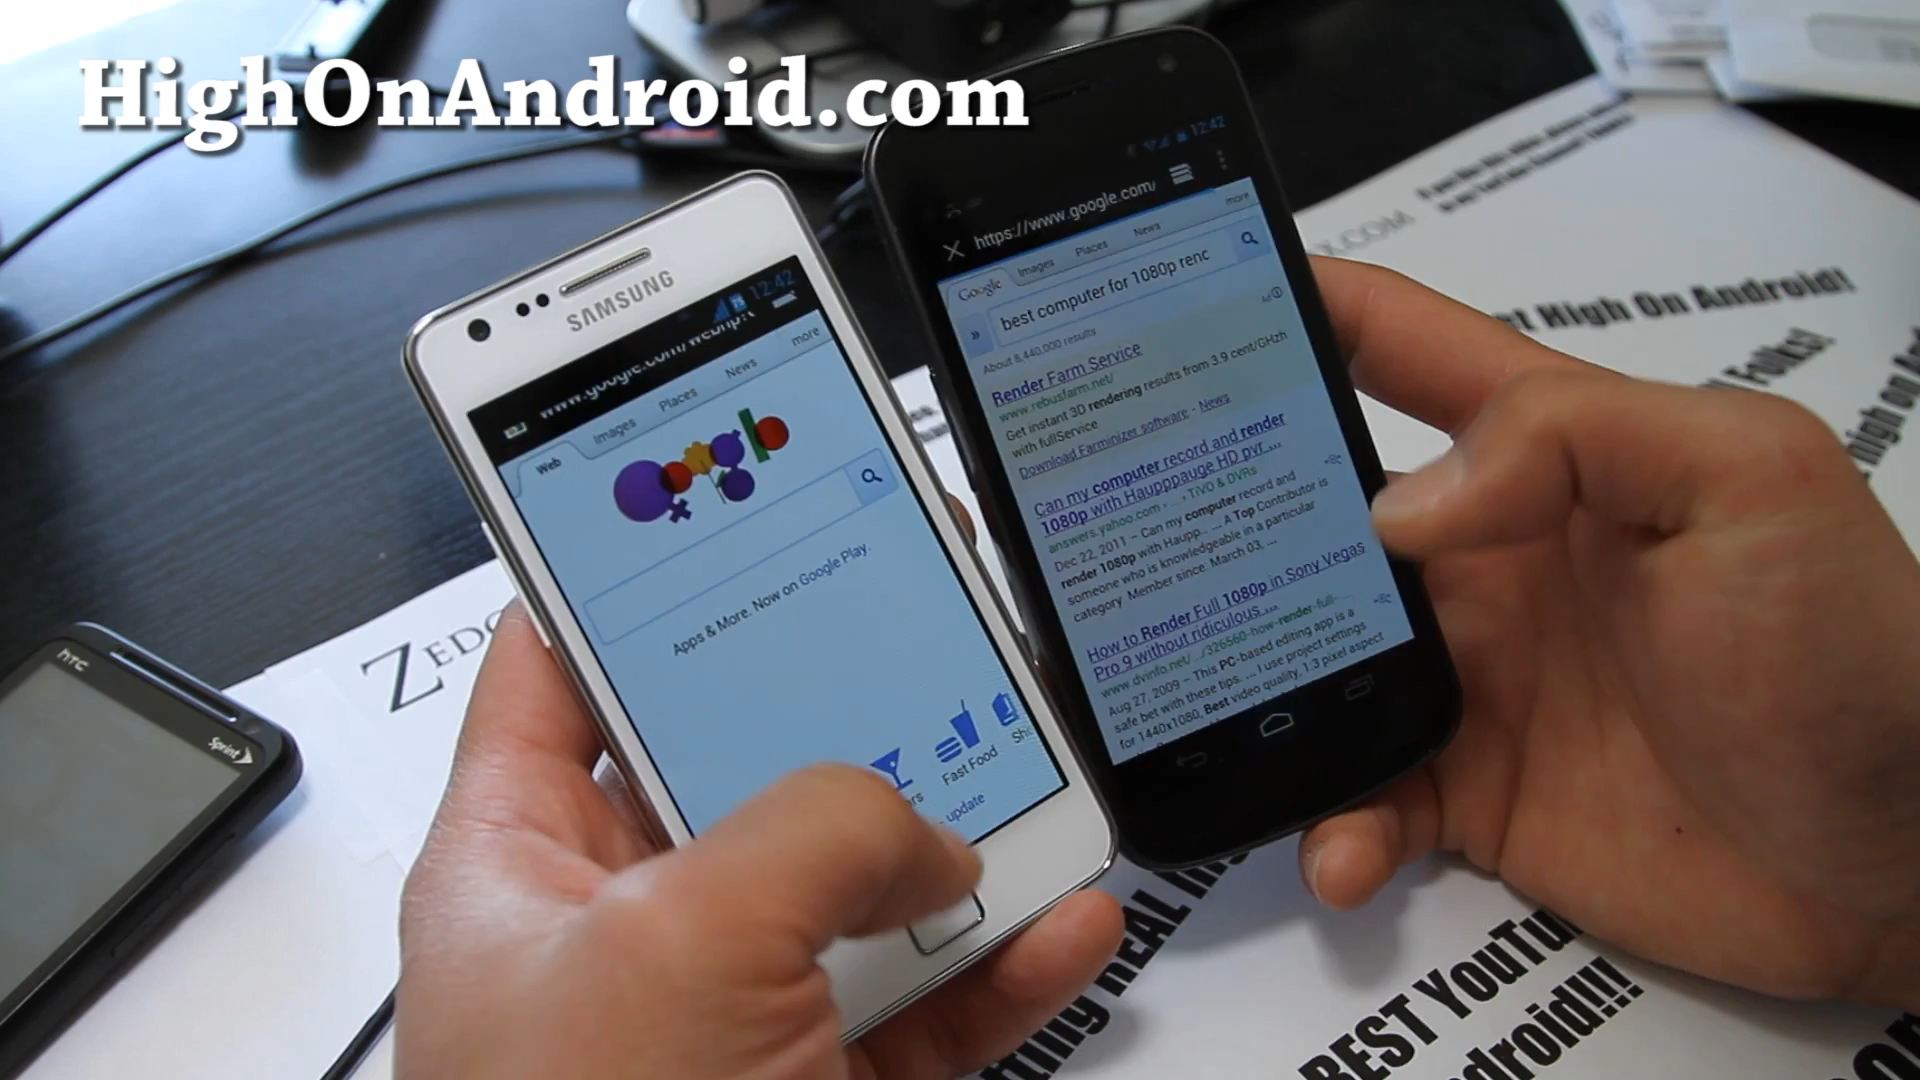 HighOnAndroid.com
SAMSUNG
12:42
Web Images Places News more
Apps & More. Now on Google Play.
Fast Food
update
12:42
https://www.google.com/
Google Images Places News more
best computer for 1080p renc
About 8,440,000 results
Ad
Render Farm Service
www.rebusfarm.net/
Get instant 3D rendering results from 3.9 cent/GHzh
with fullService
Download Farminizer software - News
Can my computer record and render
1080p with Haupppauge HD pvr ...
answers.yahoo.com › ... › TiVO & DVRs
Dec 22, 2011 – Can my computer record and
render 1080p with Haupp... ... A Top Contributor is
someone who is knowledgeable in a particular
category. Member since: March 03, ...
How to Render Full 1080p in Sony Vegas
Pro 9 without ridiculous ...
www.dvinfo.net/.../326560-how-render-full-...
Aug 27, 2009 – This PC-based editing app is a
safe bet with these tips. ... I use project settings
for 1440x1080, Best video quality, 1:3 pixel aspect
htc
Sprint
ZEDO
.COM
t High On Android!
Folks!
REAL
BEST YouTu
ndroid!!!!